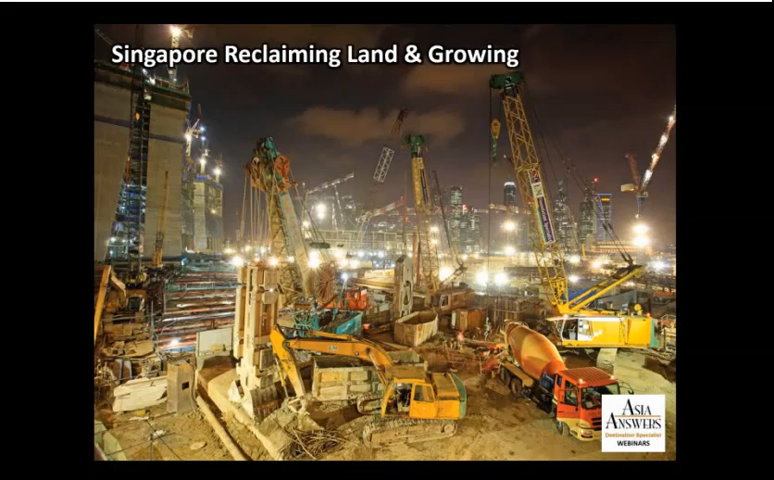 Singapore Reclaiming Land & Growing
ASIA
ANSWERS
Destination Specialist
WEBINARS